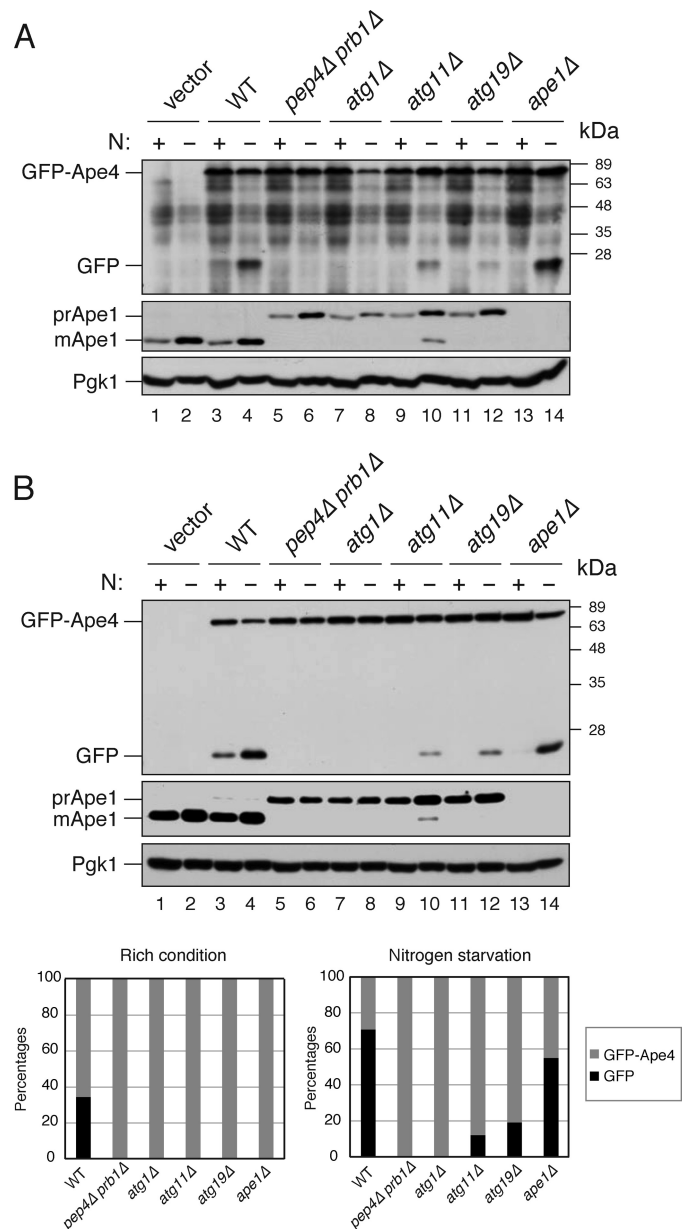 A
vector WT pep4Δ prb1Δ atg1Δ atg11Δ atg19Δ ape1Δ
N: + − + − + − + − + − + − + − kDa
GFP-Ape4 89
63
48
35
28
GFP
prApe1
mApe1
Pgk1
1 2 3 4 5 6 7 8 9 10 11 12 13 14
B
vector WT pep4Δ prb1Δ atg1Δ atg11Δ atg19Δ ape1Δ
N: + − + − + − + − + − + − + − kDa
89
GFP-Ape4 63
48
35
28
GFP
prApe1
mApe1
Pgk1
1 2 3 4 5 6 7 8 9 10 11 12 13 14
Rich condition
Percentages
100
80
60
40
20
0
WT pep4Δ prb1Δ atg1Δ atg11Δ atg19Δ ape1Δ
Nitrogen starvation
Percentages
100
80
60
40
20
0
WT pep4Δ prb1Δ atg1Δ atg11Δ atg19Δ ape1Δ
GFP-Ape4
GFP